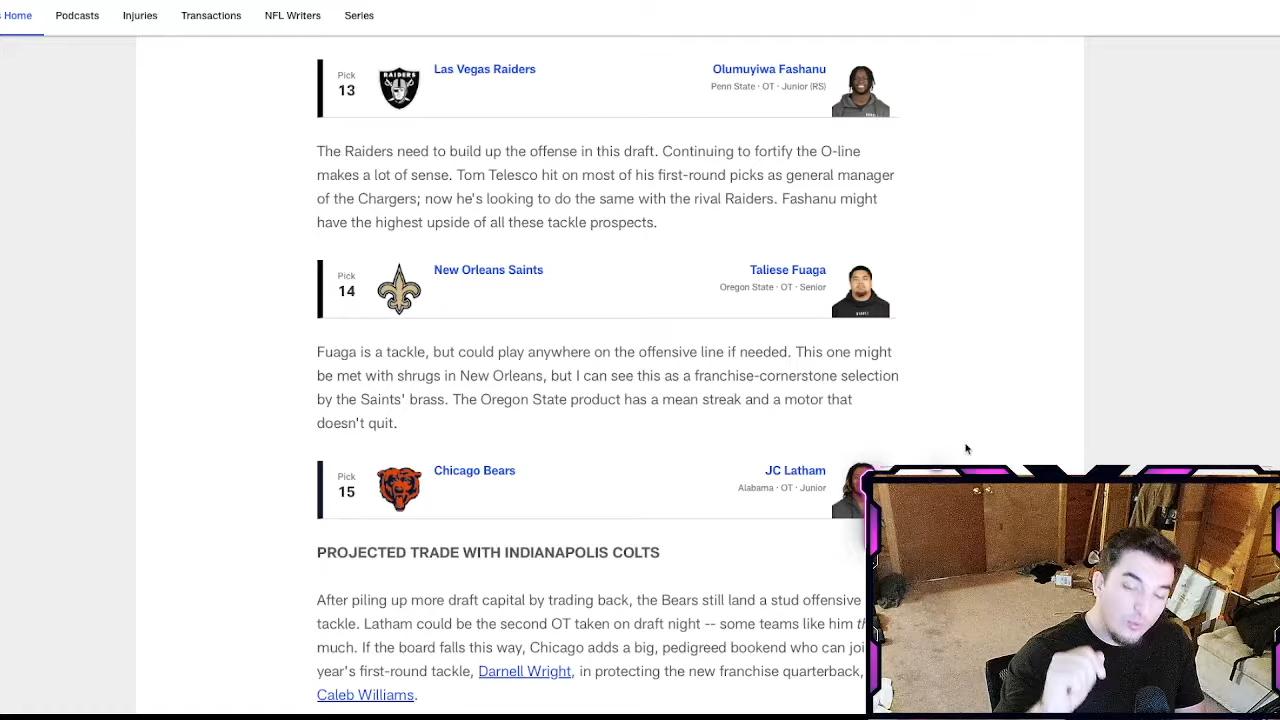 s Home Podcasts Injuries Transactions NFL Writers Series
Pick
13
RAIDERS
Las Vegas Raiders
Olumuyiwa Fashanu
Penn State · OT · Junior (RS)
The Raiders need to build up the offense in this draft. Continuing to fortify the O-line
makes a lot of sense. Tom Telesco hit on most of his first-round picks as general manager
of the Chargers; now he's looking to do the same with the rival Raiders. Fashanu might
have the highest upside of all these tackle prospects.
Pick
14
New Orleans Saints
Taliese Fuaga
Oregon State · OT · Senior
Fuaga is a tackle, but could play anywhere on the offensive line if needed. This one might
be met with shrugs in New Orleans, but I can see this as a franchise-cornerstone selection
by the Saints' brass. The Oregon State product has a mean streak and a motor that
doesn't quit.
Pick
15
Chicago Bears
JC Latham
Alabama · OT · Junior
PROJECTED TRADE WITH INDIANAPOLIS COLTS
After piling up more draft capital by trading back, the Bears still land a stud offensive
tackle. Latham could be the second OT taken on draft night -- some teams like him
much. If the board falls this way, Chicago adds a big, pedigreed bookend who can
year's first-round tackle, Darnell Wright, in protecting the new franchise quarterback,
Caleb Williams.